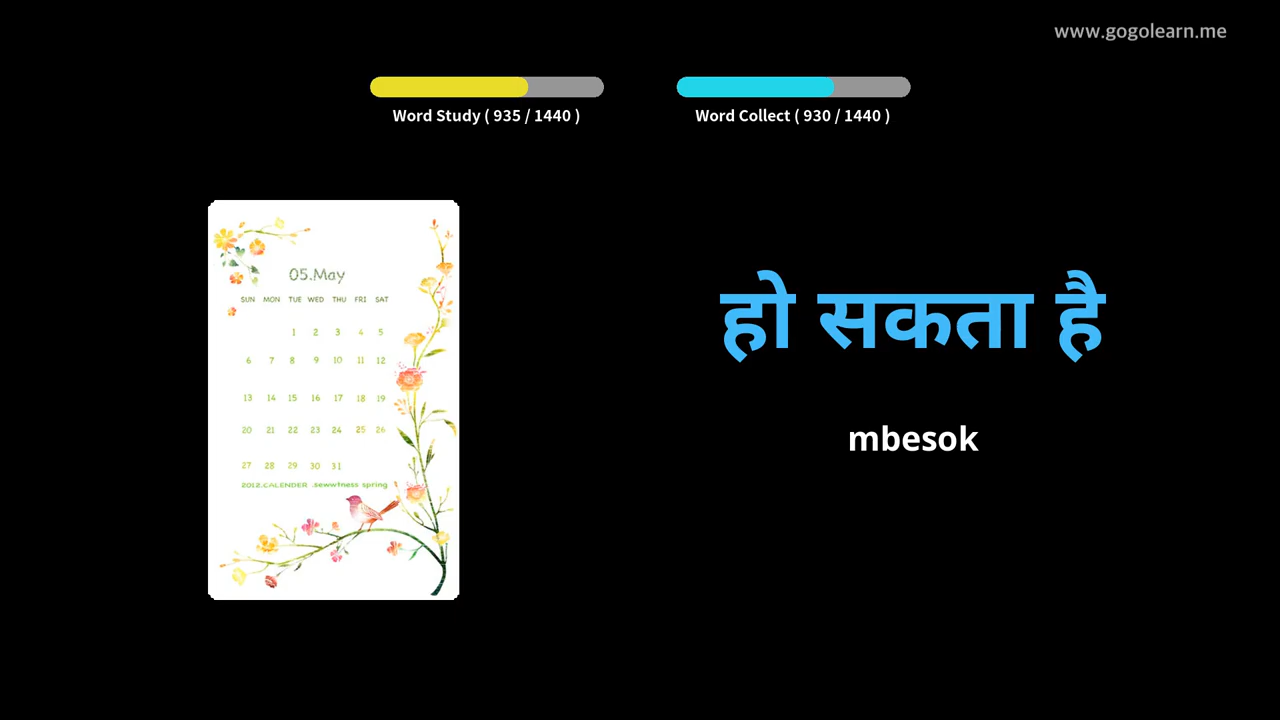 www.gogolearn.me
Word Study ( 935 / 1440 )
Word Collect ( 930 / 1440 )
05.May
SUN MON TUE WED THU FRI SAT
1 2 3 4 5
6 7 8 9 10 11 12
13 14 15 16 17 18 19
20 21 22 23 24 25 26
27 28 29 30 31
2012.CALENDER .sewwtness spring
हो सकता है
mbesok